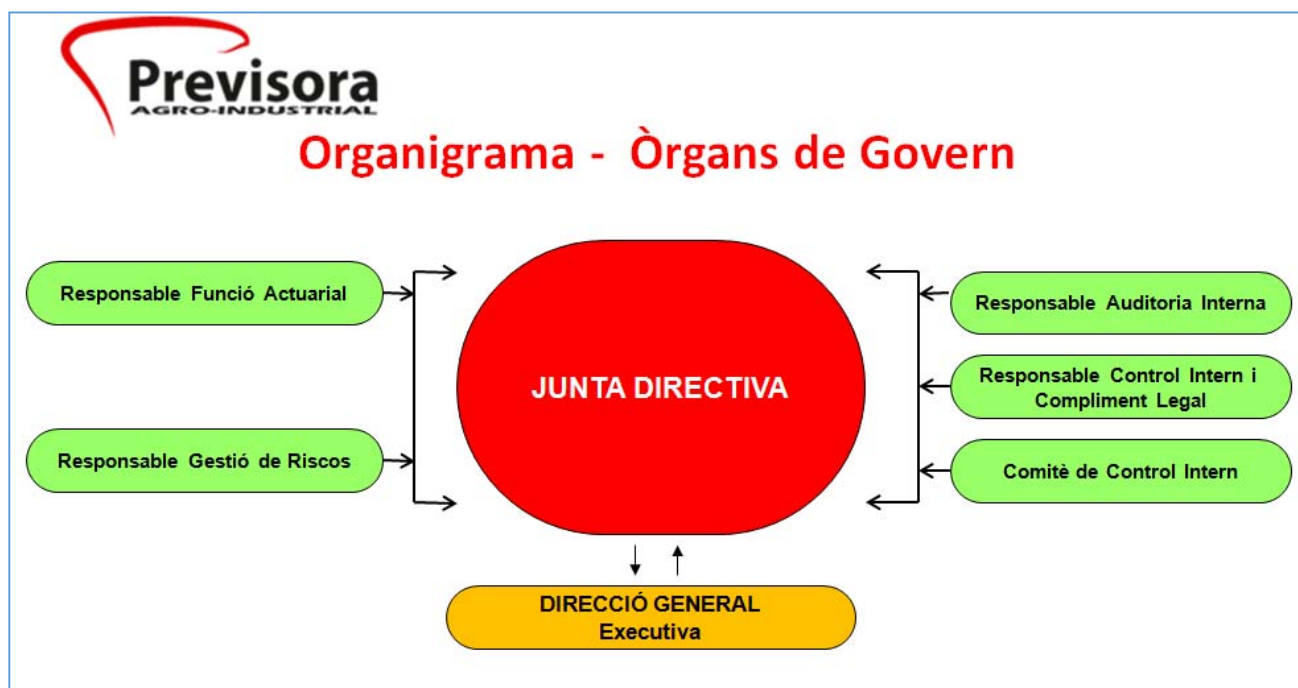 Previsora
AGRO-INDUSTRIAL
Organigrama - Òrgans de Govern
Responsable Funció Actuarial
Responsable Gestió de Riscos
JUNTA DIRECTIVA
Responsable Auditoria Interna
Responsable Control Intern i
Compliment Legal
Comitè de Control Intern
DIRECCIÓ GENERAL
Executiva